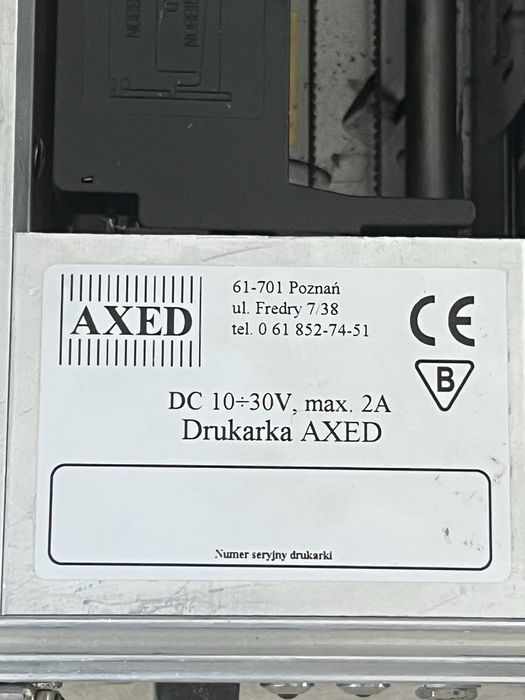 AXED
61-701 Poznań
ul. Fredry 7/38
tel. 0 61 852-74-51
CE
B
DC 10÷30V, max. 2A
Drukarka AXED
Numer seryjny drukarki